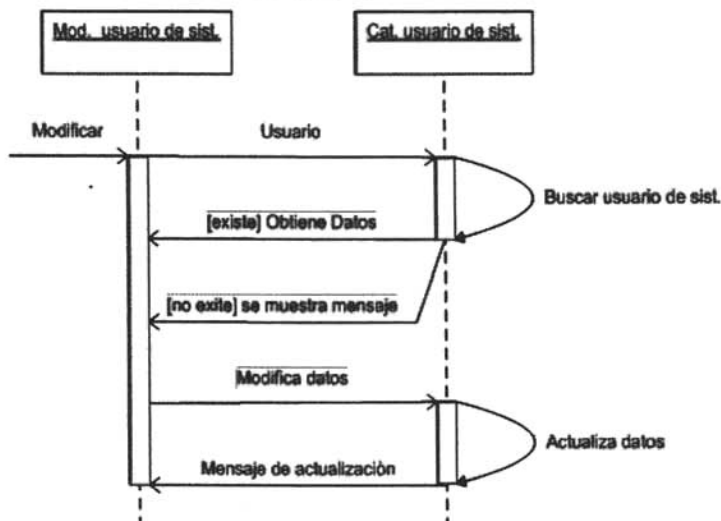 Mod. usuario de sist.
Cat. usuario de sist.
Modificar
Usuario
Buscar usuario de sist.
[existe] Obtiene Datos
[no exite] se muestra mensaje
Modifica datos
Actualiza datos
Mensaje de actualizaciòn